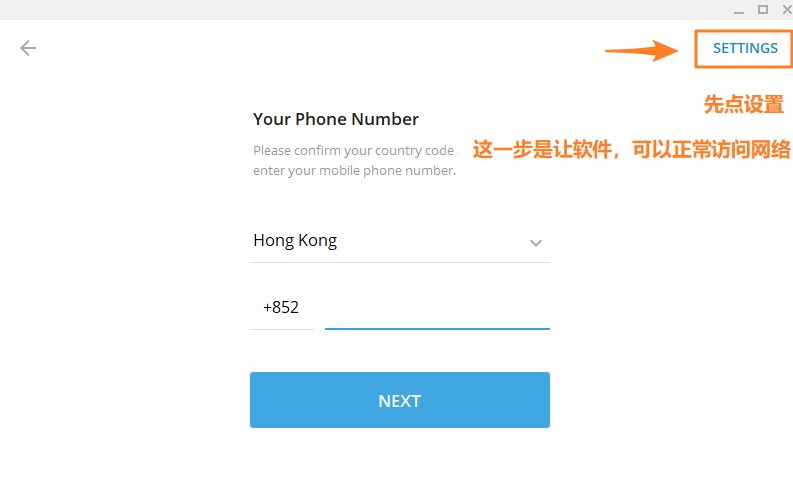 SETTINGS
先点设置
Your Phone Number
Please confirm your country code
这一步是让软件，可以正常访问网络
enter your mobile phone number.
Hong Kong
+852
NEXT